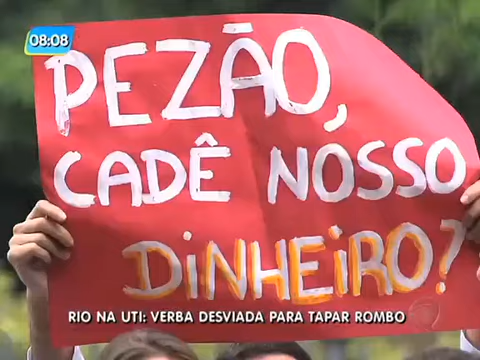 08:08
PEZÃO,
CADÊ NOSSO
DINHEIRO?
RIO NA UTI: VERBA DESVIADA PARA TAPAR ROMBO